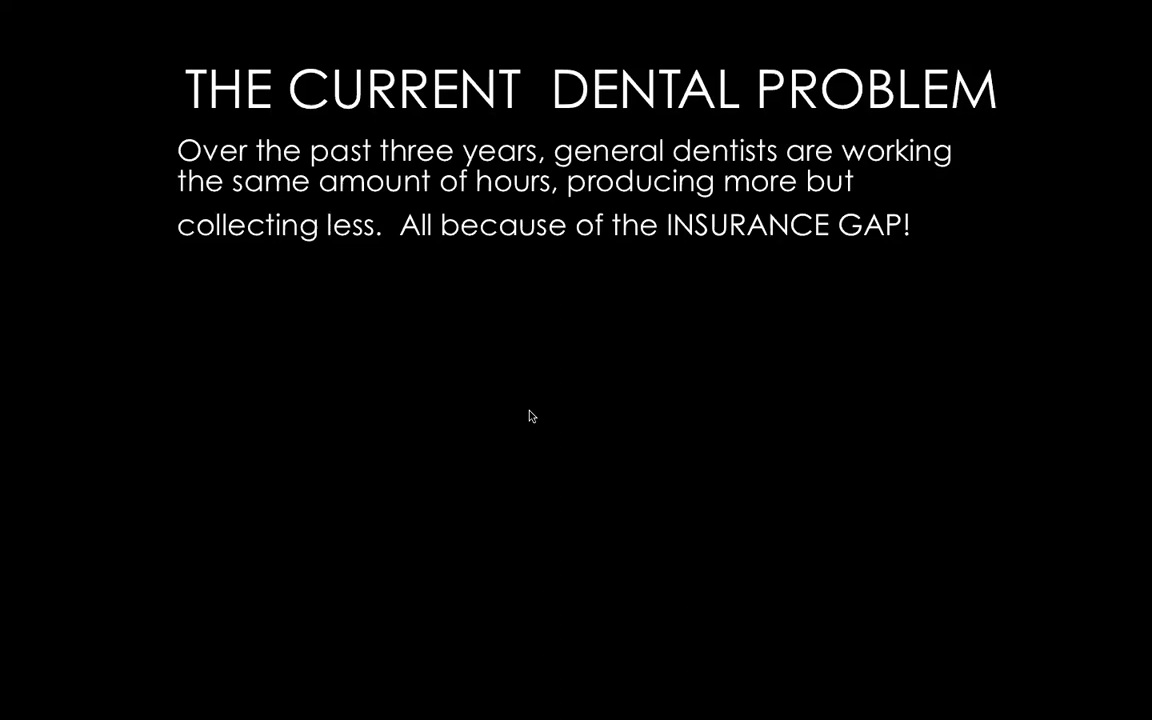 THE CURRENT  DENTAL PROBLEM
Over the past three years, general dentists are working
the same amount of hours, producing more but
collecting less.  All because of the INSURANCE GAP!